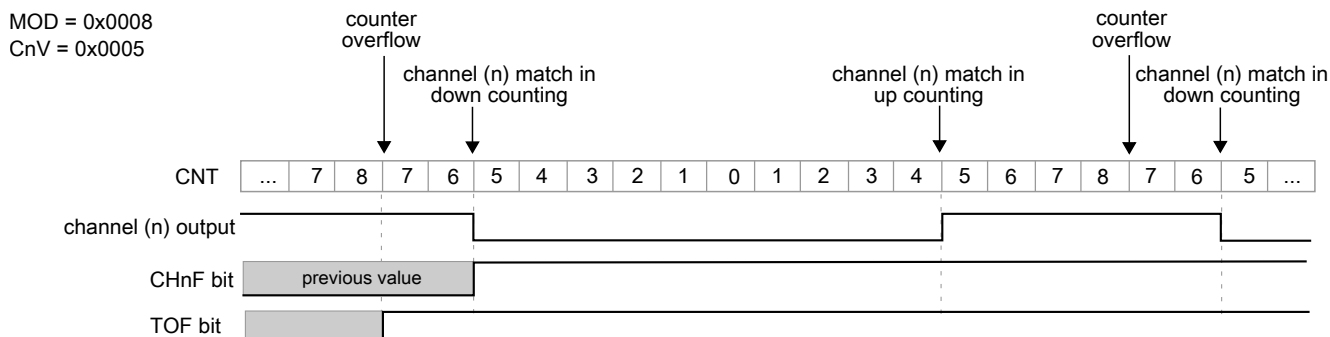 MOD = 0x0008
CnV = 0x0005
counter
overflow
channel (n) match in
down counting
channel (n) match in
up counting
counter
overflow
channel (n) match in
down counting
CNT ... 7 8 7 6 5 4 3 2 1 0 1 2 3 4 5 6 7 8 7 6 5 ...
channel (n) output
CHnF bit previous value
TOF bit